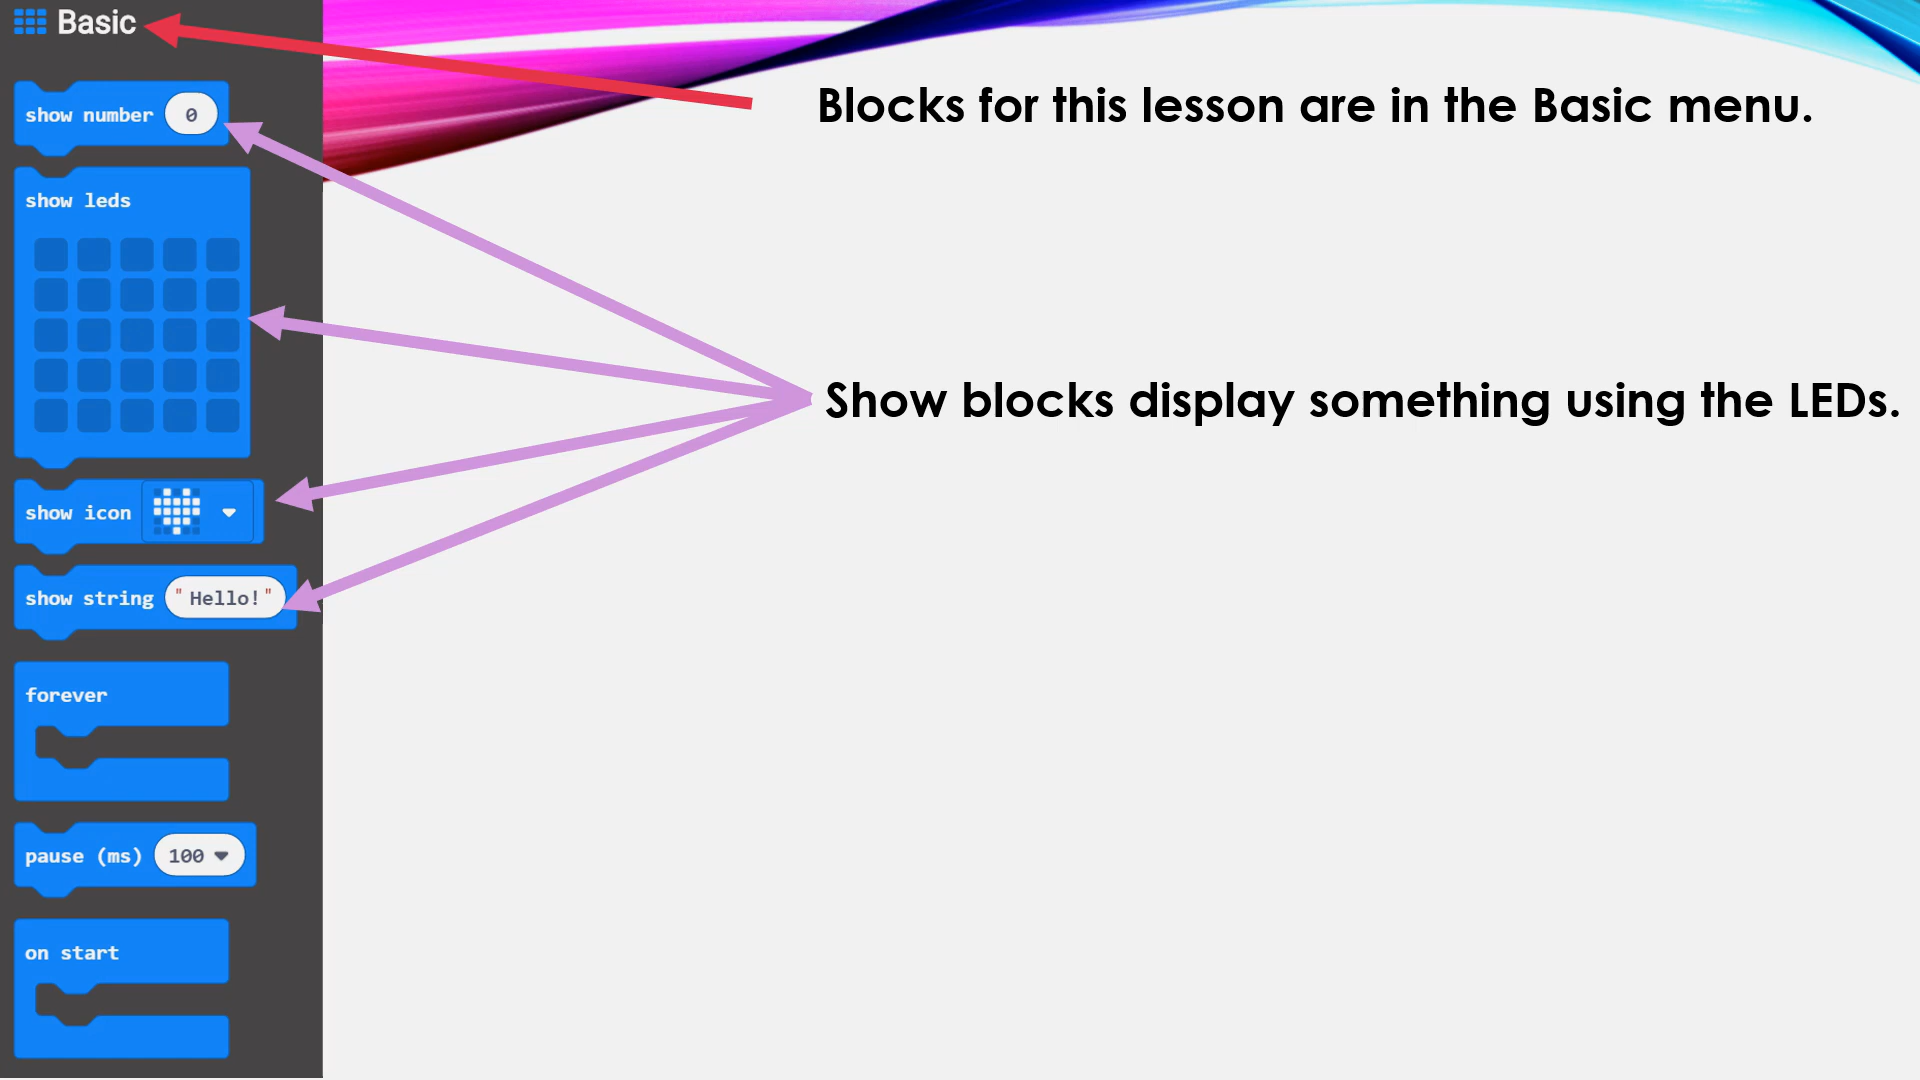 Basic
Blocks for this lesson are in the Basic menu.
show number 0
show leds
Show blocks display something using the LEDs.
show icon
show string "Hello!"
forever
pause (ms) 100
on start